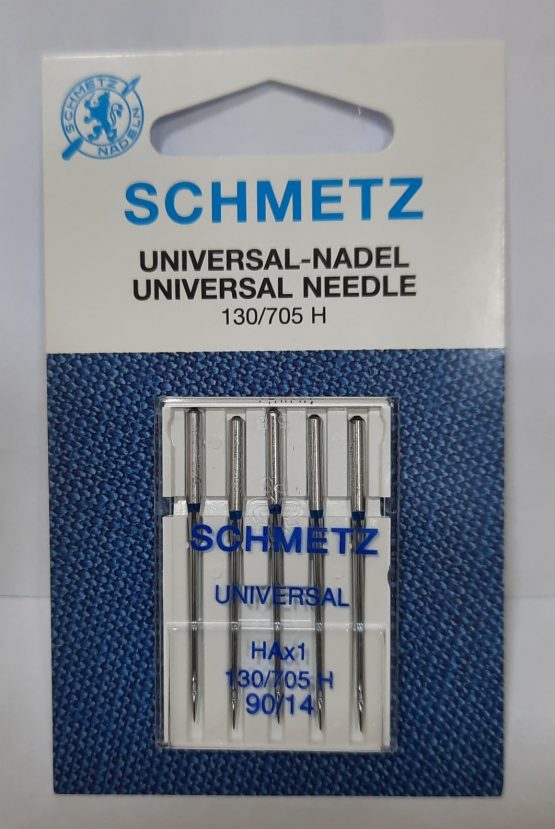 SCHMETZ
NADELN
SCHMETZ
UNIVERSAL-NADEL
UNIVERSAL NEEDLE
130/705 H
SCHMETZ
UNIVERSAL
HAx1
130/705 H
90/14